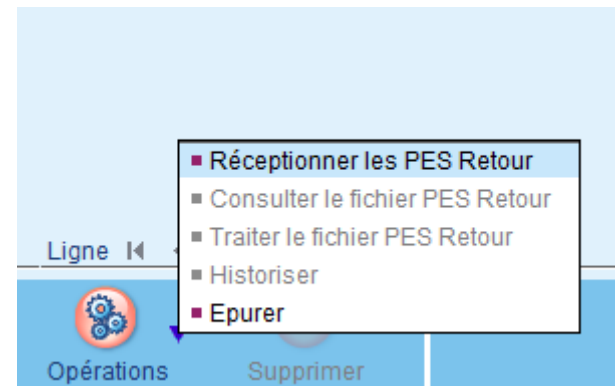 Réceptionner les PES Retour
Consulter le fichier PES Retour
Traiter le fichier PES Retour
Ligne
Historiser
Epurer
Opérations Supprimer